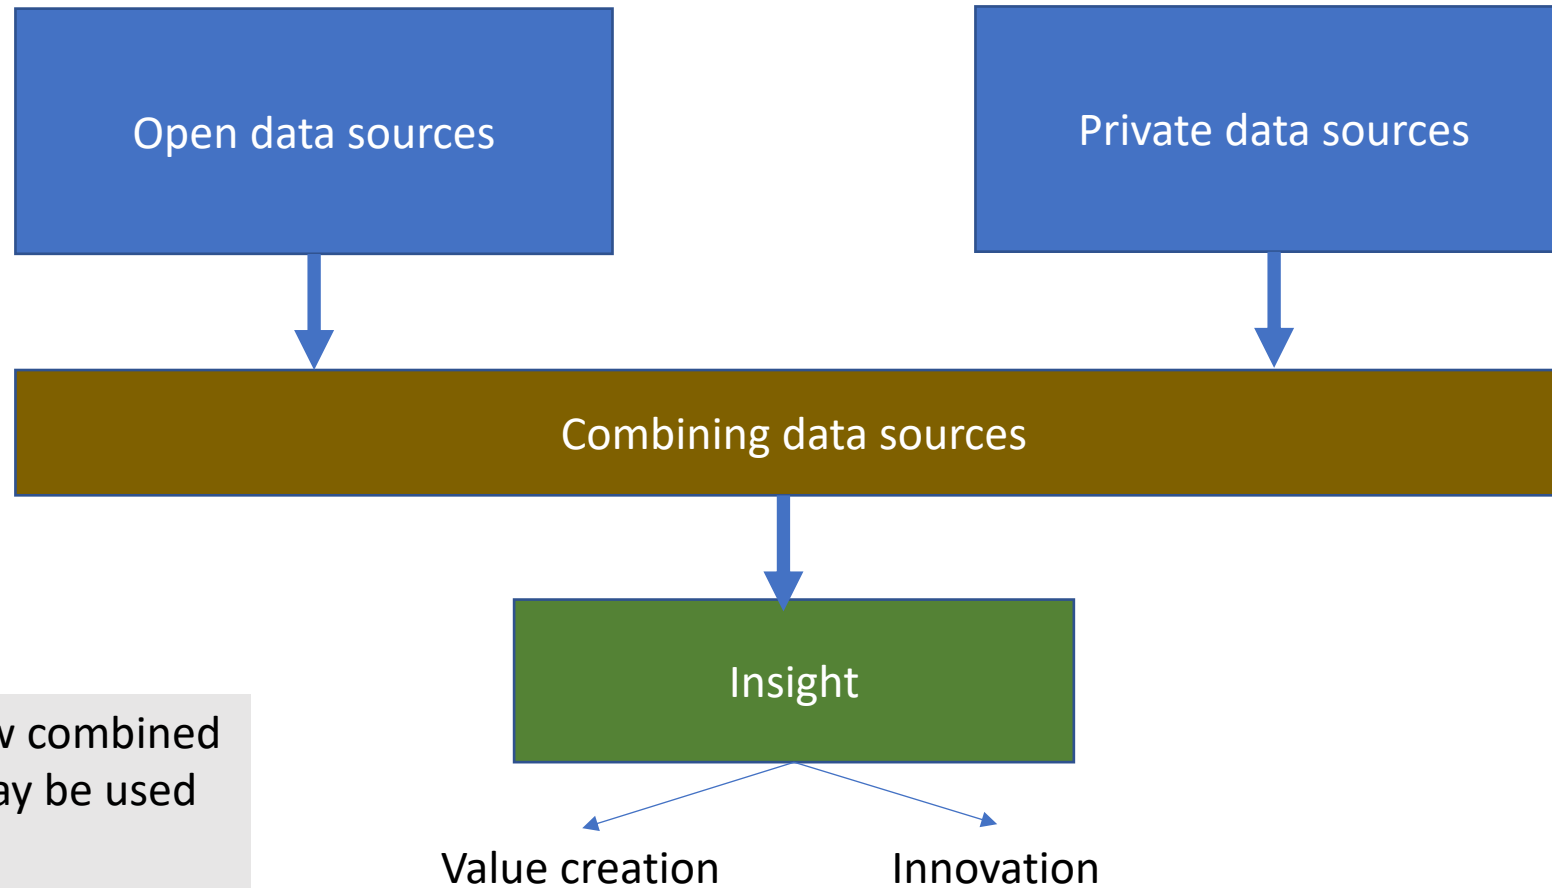 Open data sources
Private data sources
Combining data sources
Insight
combined
ay be used
Value creation
Innovation